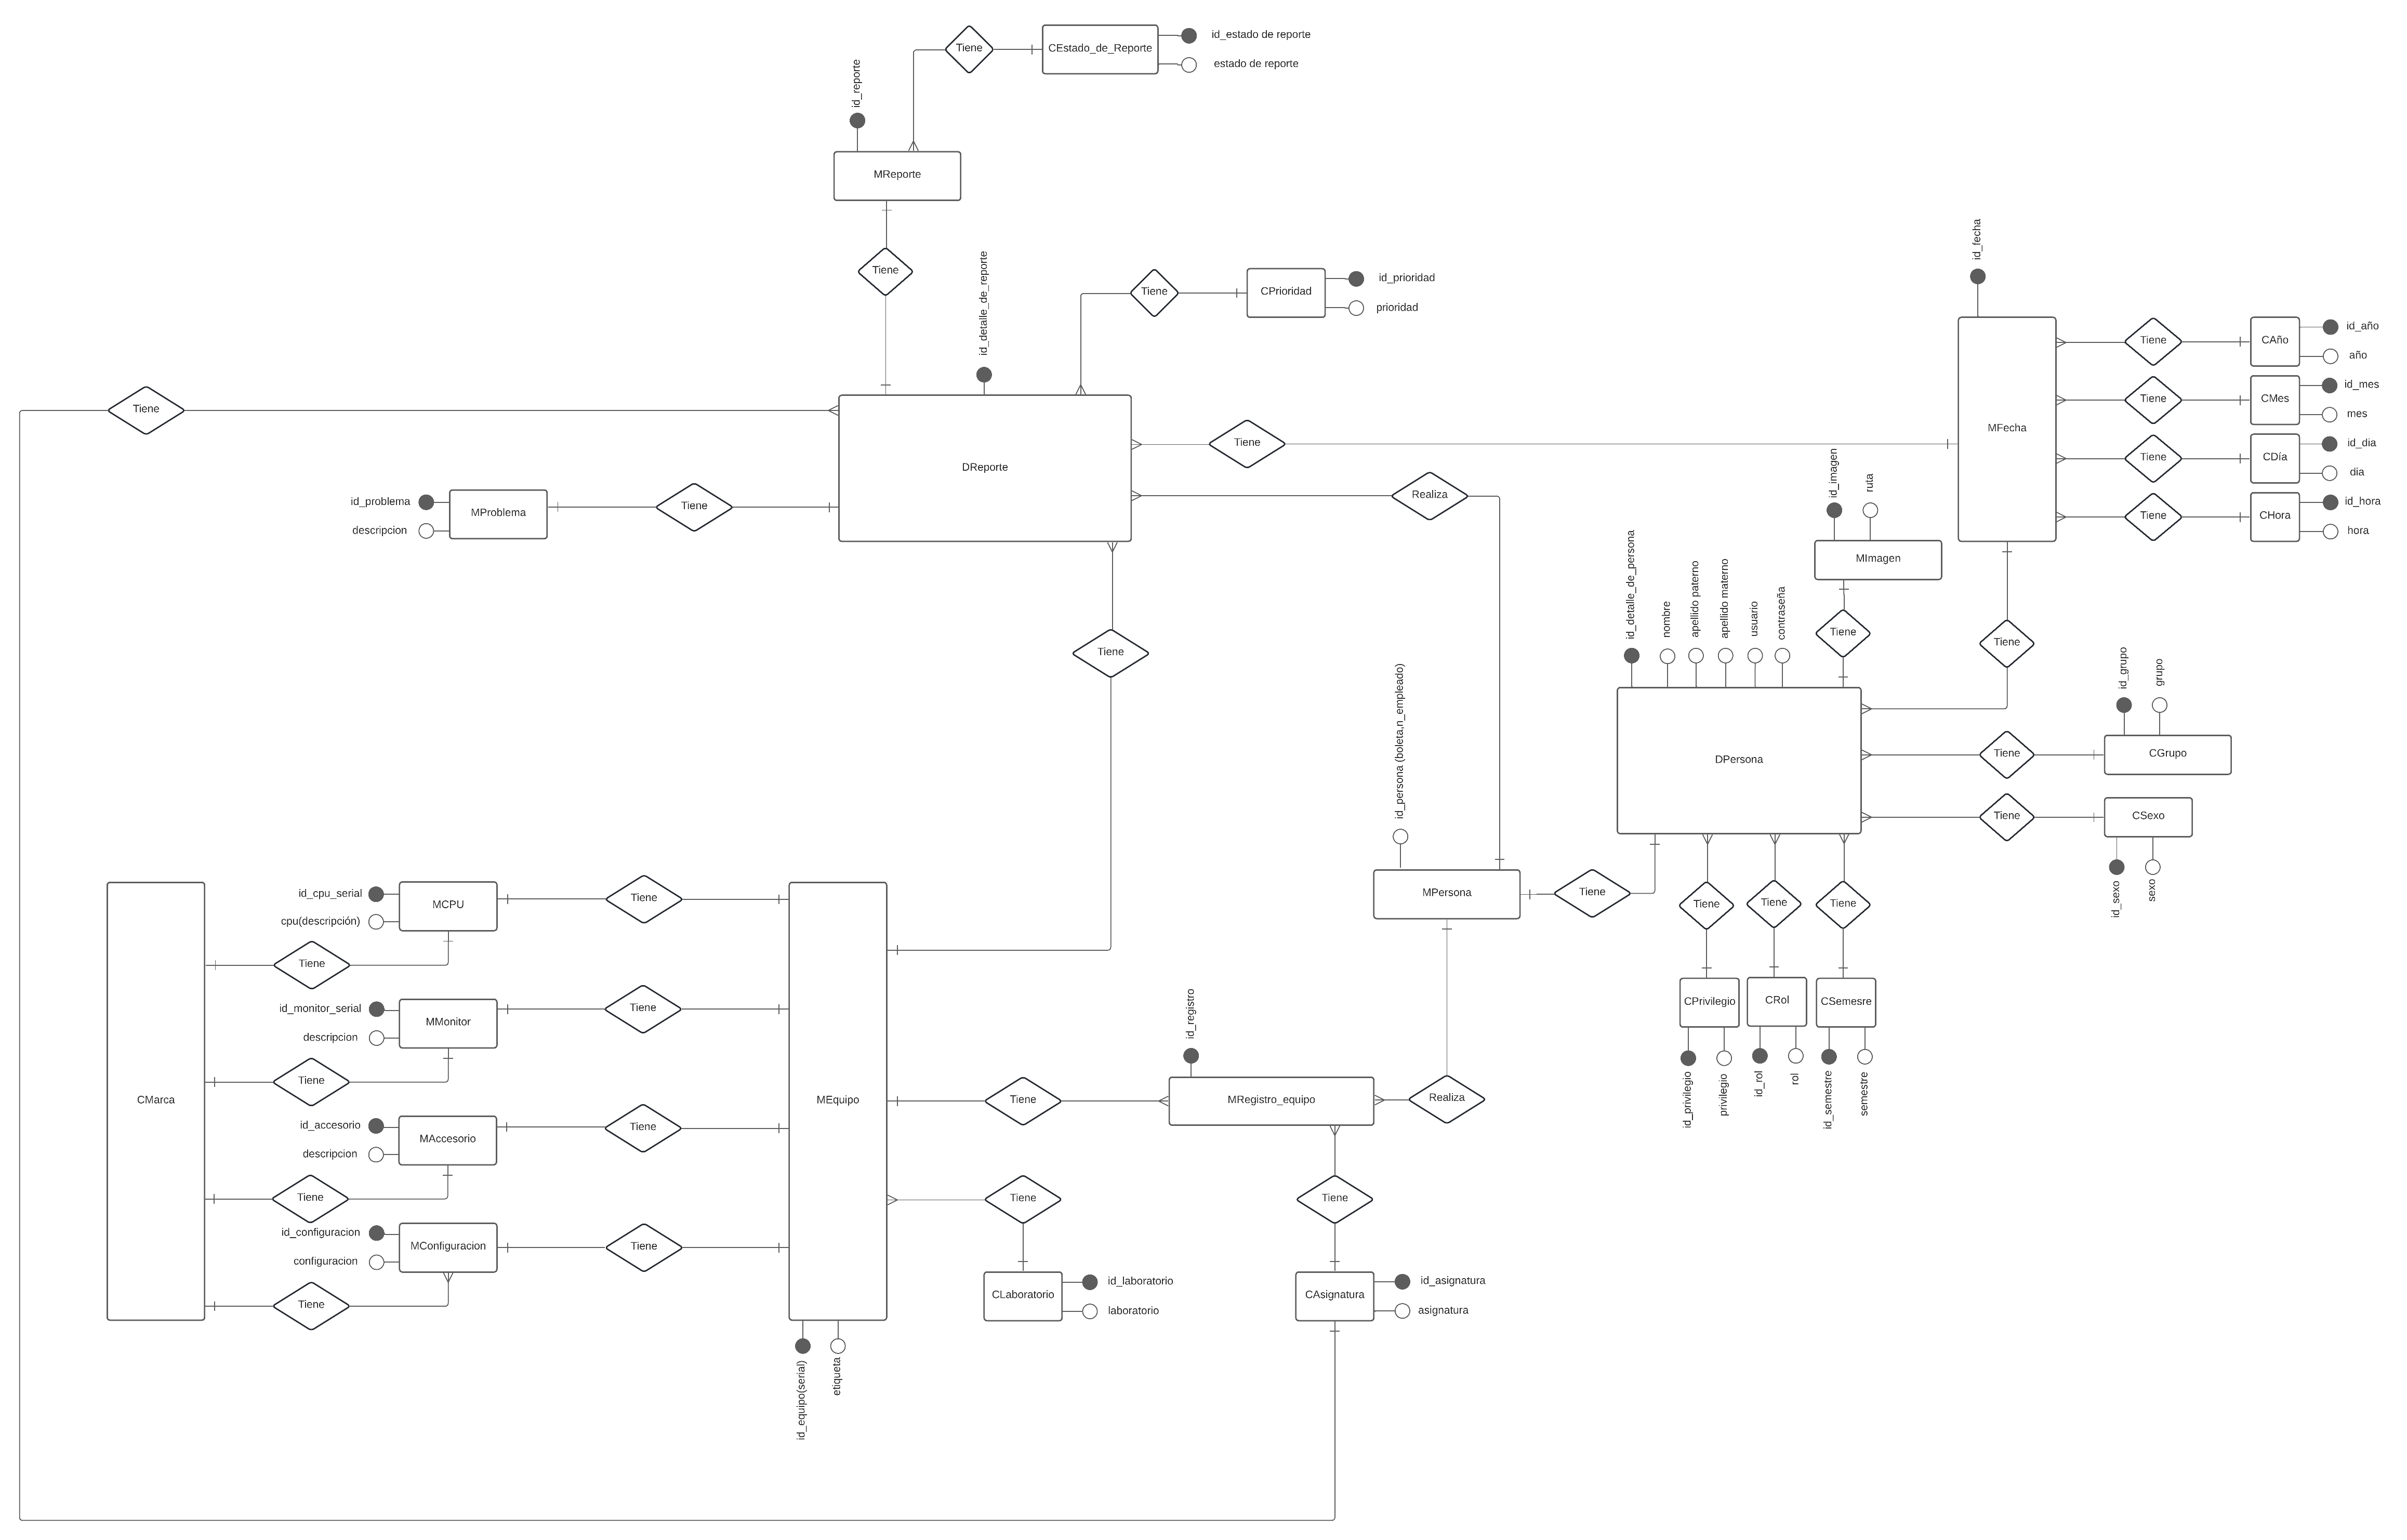 Tiene
CEstado_de_Reporte
id_estado de reporte
estado de reporte
id_reporte
MReporte
Tiene
id_detalle_de_reporte
Tiene
CPrioridad
id_prioridad
prioridad
id_fecha
Tiene
DReporte
Tiene
MFecha
Tiene
CAño
id_año
año
Tiene
CMes
id_mes
mes
Tiene
CDía
id_dia
dia
Tiene
CHora
id_hora
hora
id_problema
descripcion
MProblema
Tiene
Realiza
id_imagen
ruta
MImagen
Tiene
Tiene
Tiene
id_detalle_de_persona
nombre
apellido paterno
apellido materno
usuario
contraseña
id_persona (boleta,n_empleado)
DPersona
id_grupo
grupo
Tiene
CGrupo
Tiene
CSexo
id_sexo
sexo
MPersona
Tiene
Tiene
Tiene
Tiene
CPrivilegio
CRol
CSemesre
id_privilegio
privilegio
id_rol
rol
id_semestre
semestre
id_cpu_serial
cpu(descripción)
MCPU
Tiene
Tiene
id_monitor_serial
descripcion
MMonitor
Tiene
Tiene
CMarca
MEquipo
id_accesorio
descripcion
MAccesorio
Tiene
Tiene
id_configuracion
configuracion
MConfiguracion
Tiene
Tiene
id_registro
Tiene
MRegistro_equipo
Realiza
Tiene
Tiene
CLaboratorio
id_laboratorio
laboratorio
CAsignatura
id_asignatura
asignatura
id_equipo(serial)
etiqueta